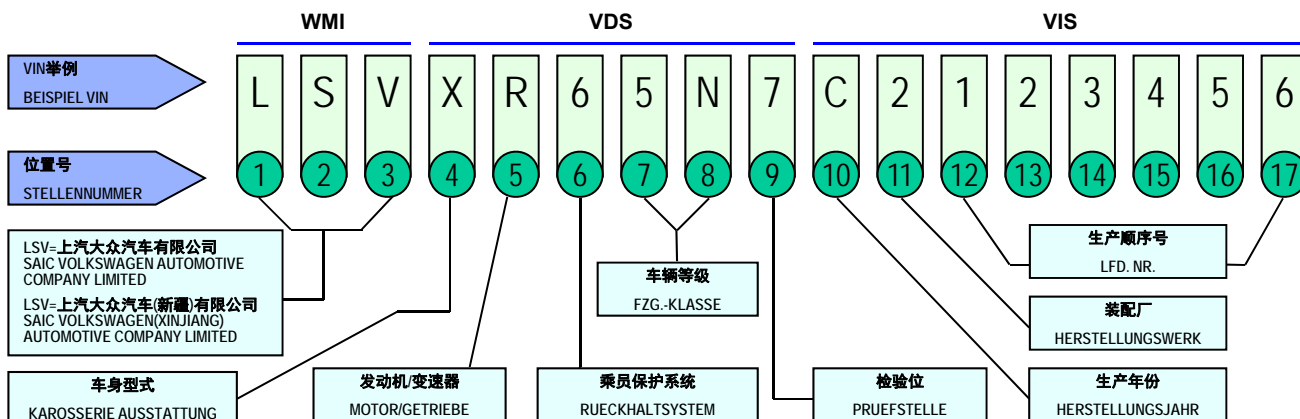 WMI VDS VIS
VIN举例
BEISPIEL VIN
L S V X R 6 5 N 7 C 2 1 2 3 4 5 6
位置号
STELLENNUMMER
1 2 3 4 5 6 7 8 9 10 11 12 13 14 15 16 17
LSV=上汽大众汽车有限公司
SAIC VOLKSWAGEN AUTOMOTIVE
COMPANY LIMITED
LSV=上汽大众汽车(新疆)有限公司
SAIC VOLKSWAGEN(XINJIANG)
AUTOMOTIVE COMPANY LIMITED
车辆等级
FZG.-KLASSE
生产顺序号
LFD. NR.
装配厂
HERSTELLUNGSWERK
车身型式
KAROSSERIE AUSSTATTUNG
发动机/变速器
MOTOR/GETRIEBE
乘员保护系统
RUECKHALTSYSTEM
检验位
PRUEFSTELLE
生产年份
HERSTELLUNGSJAHR